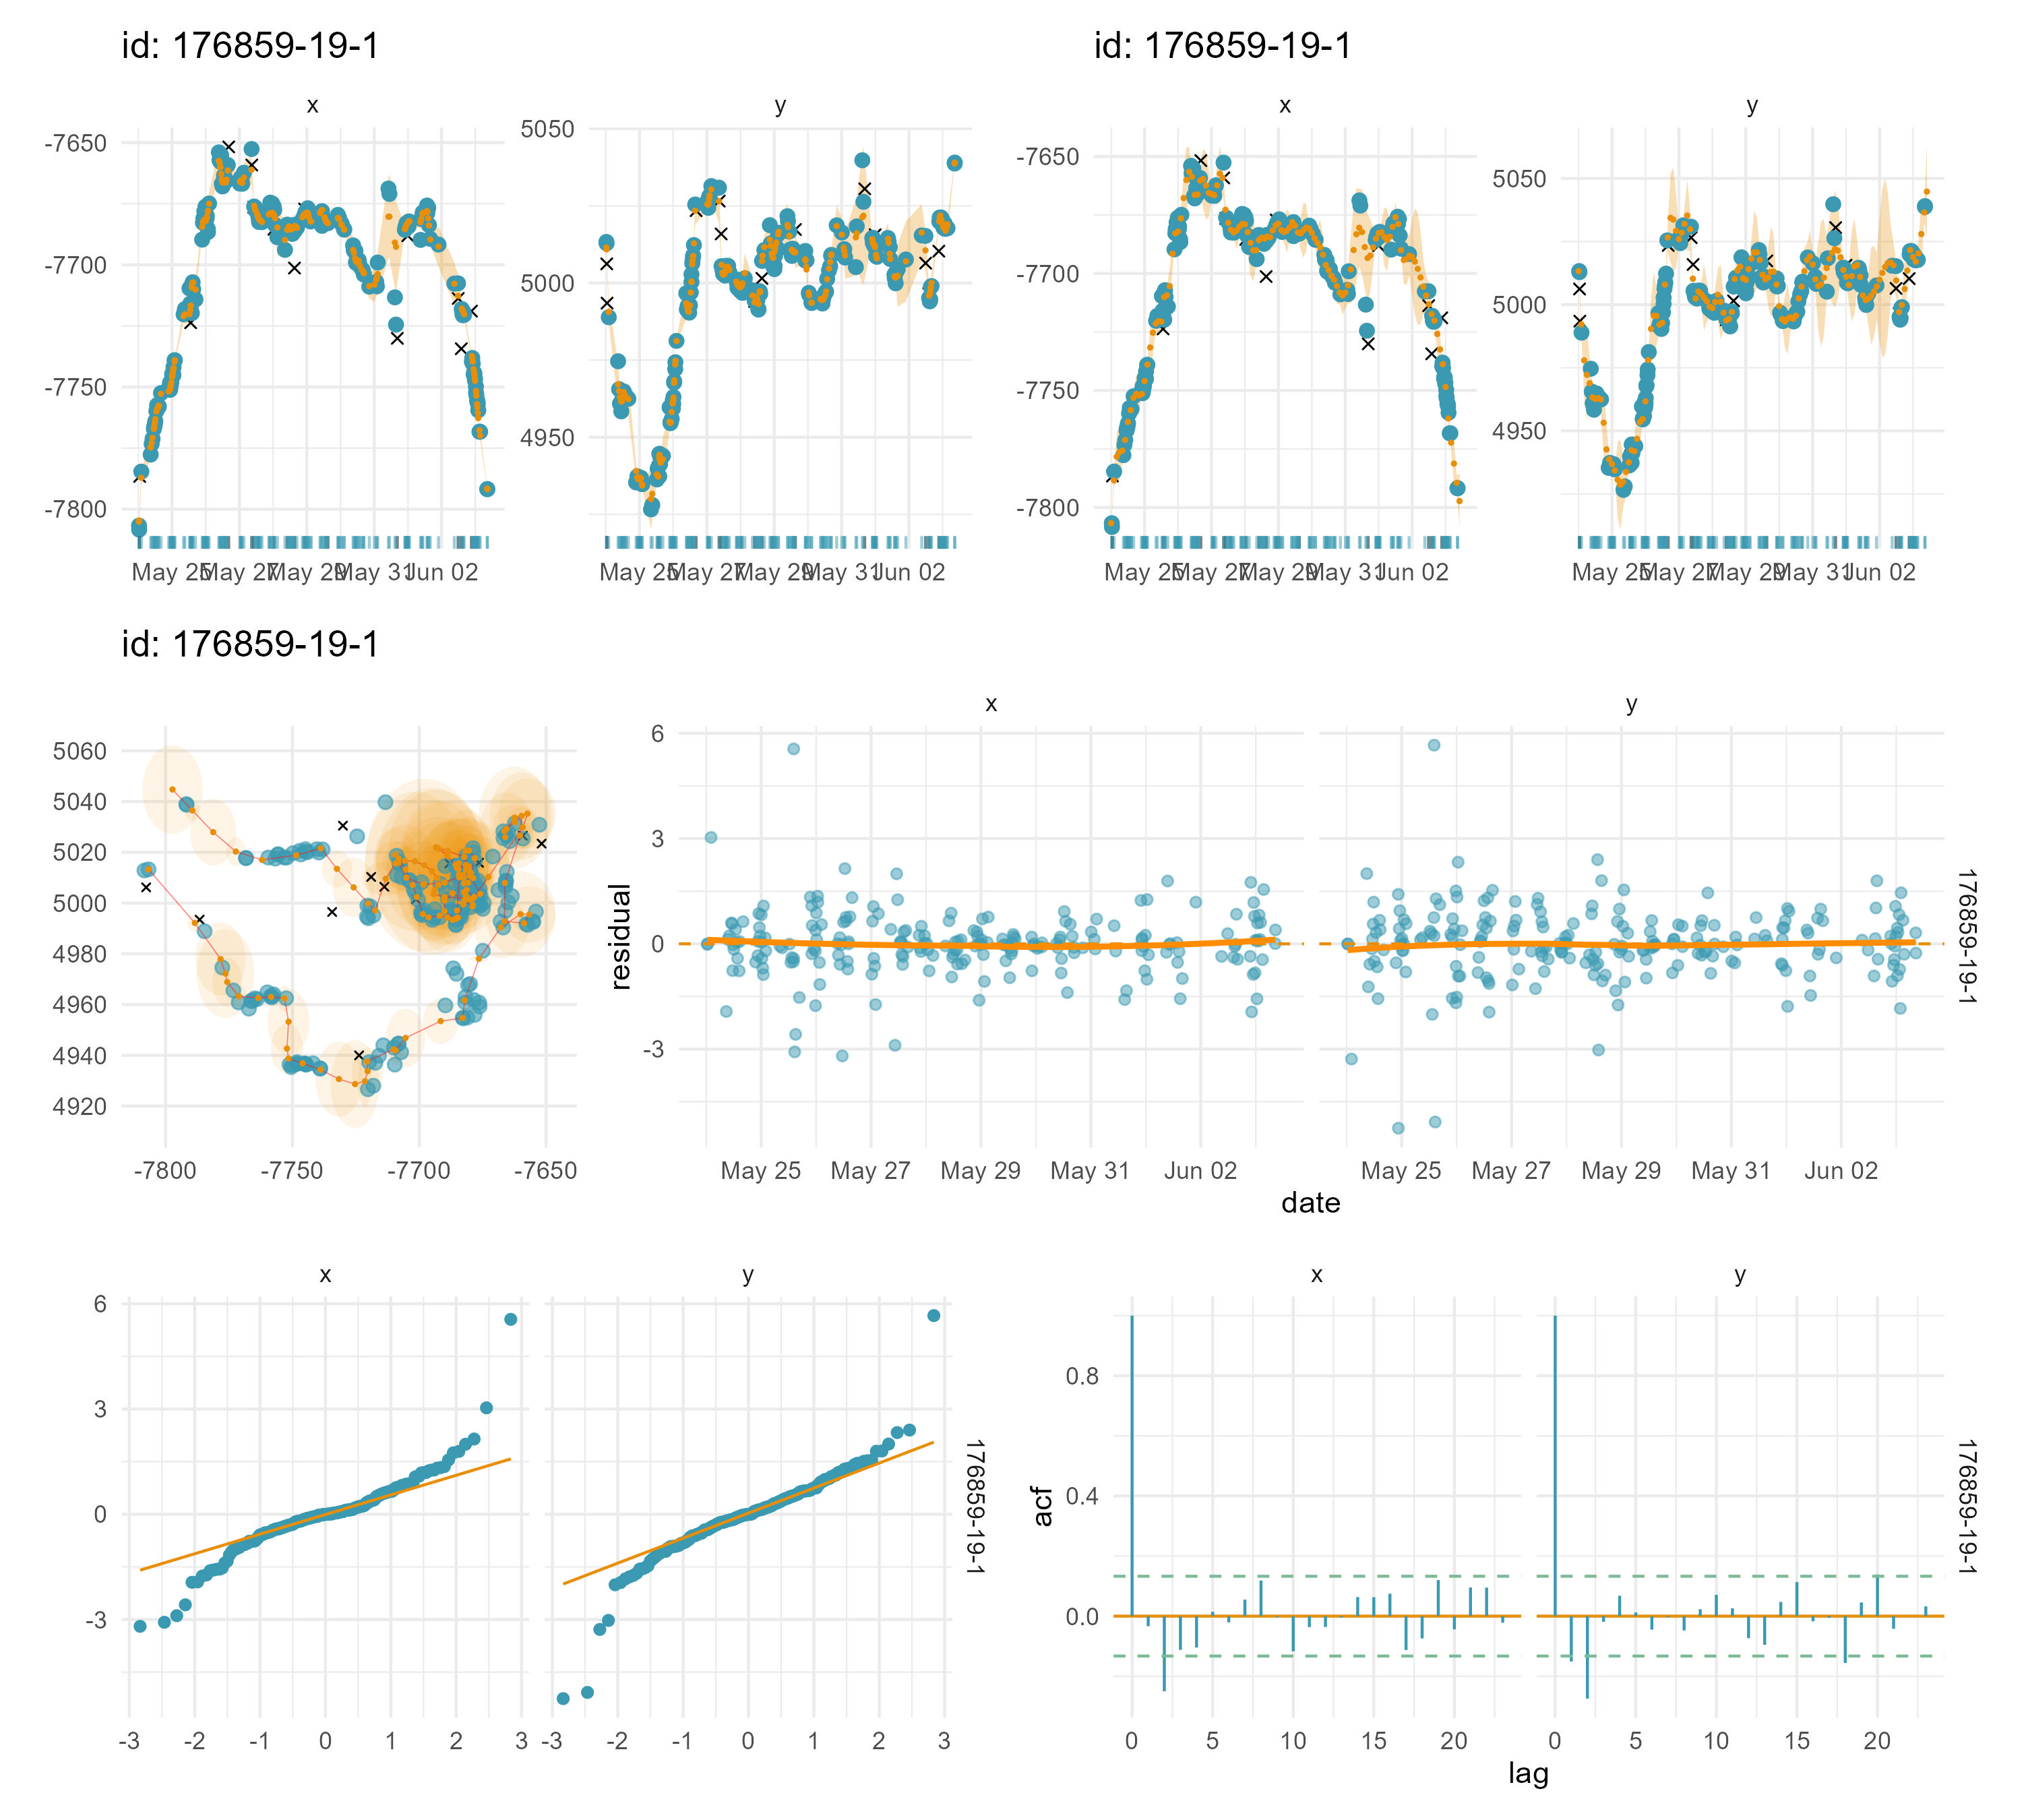 id: 176859-19-1
id: 176859-19-1
x
y
x
y
-7650
-7700
-7750
-7800
5050
5000
4950
-7650
-7700
-7750
-7800
5050
5000
4950
May 25 May 27 May 29 May 31 Jun 02
May 25 May 27 May 29 May 31 Jun 02
May 25 May 27 May 29 May 31 Jun 02
May 25 May 27 May 29 May 31 Jun 02
id: 176859-19-1
5060
5040
5020
5000
4980
4960
4940
4920
-7800 -7750 -7700 -7650
x
y
residual
6
3
0
-3
176859-19-1
May 25 May 27 May 29 May 31 Jun 02
May 25 May 27 May 29 May 31 Jun 02
date
x
y
6
3
0
-3
176859-19-1
-3 -2 -1 0 1 2 3
-3 -2 -1 0 1 2 3
x
y
acf
0.8
0.4
0.0
176859-19-1
0 5 10 15 20
0 5 10 15 20
lag